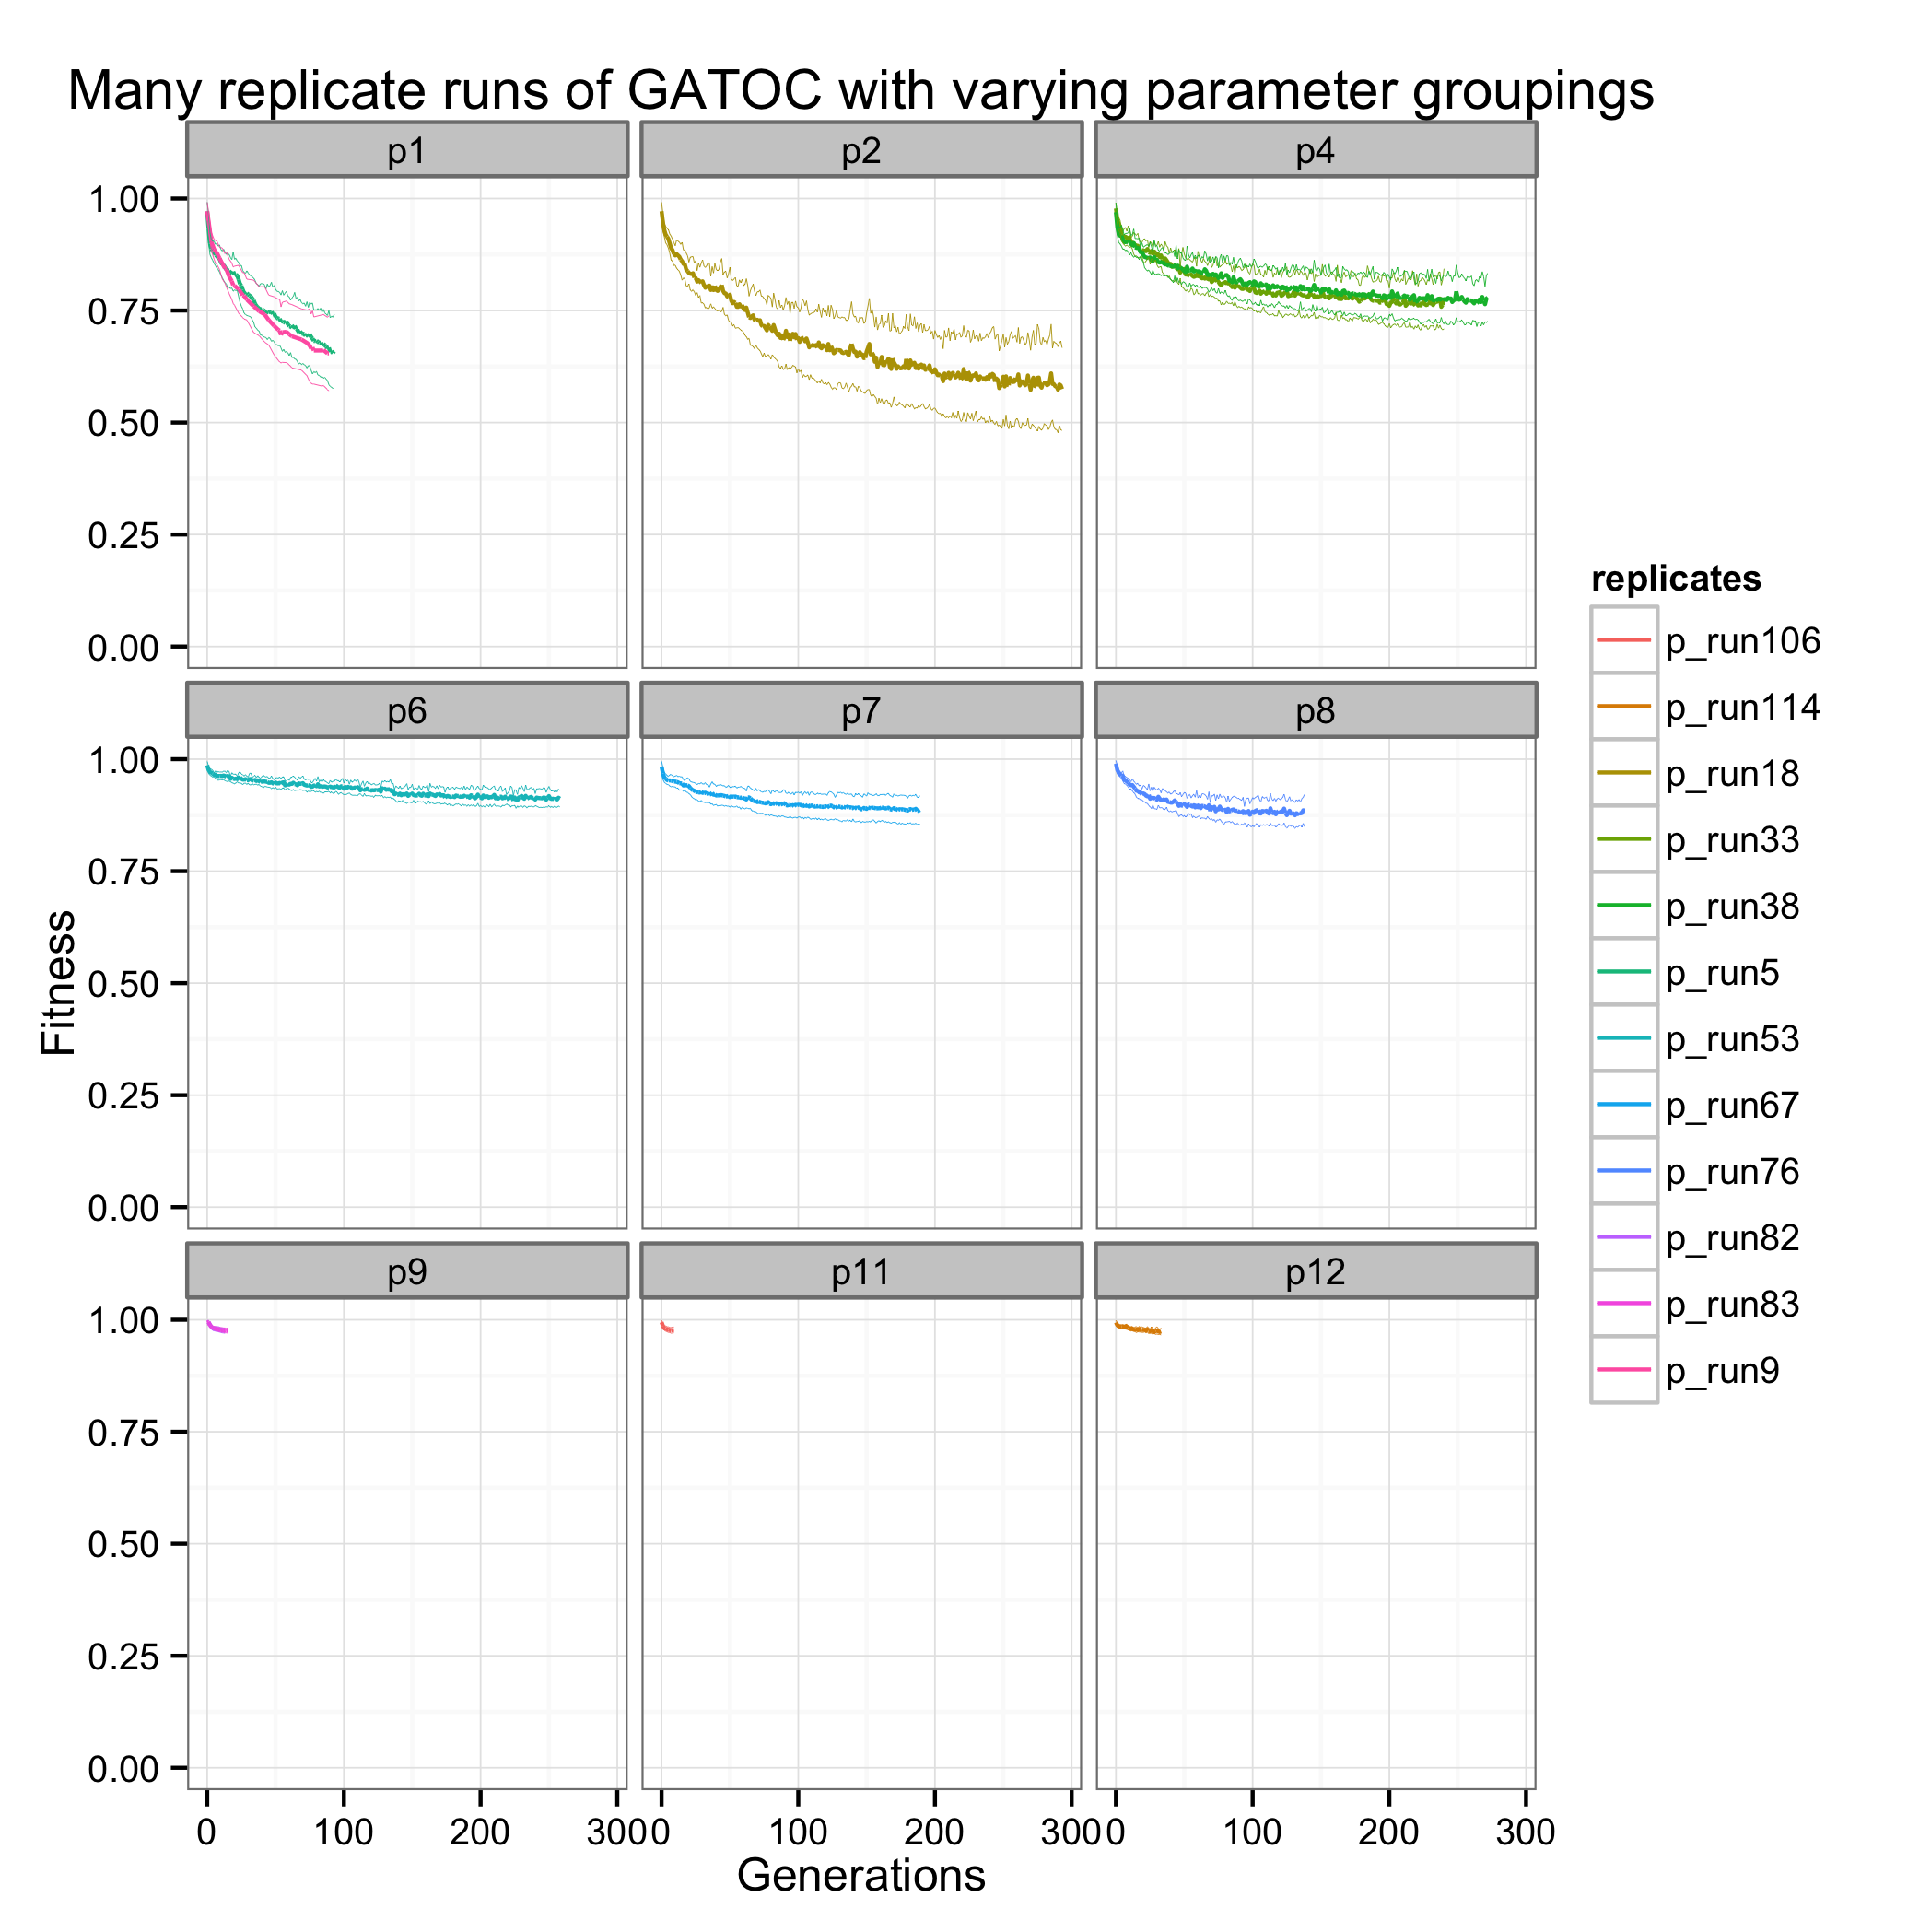 Many replicate runs of GATOC with varying parameter groupings
p1 p2 p4
1.00
0.75
0.50
0.25
0.00
p6 p7 p8
1.00
0.75
0.50
0.25
0.00
p9 p11 p12
1.00
0.75
0.50
0.25
0.00
0 100 200 300 0 100 200 300 0 100 200 300
Generations
Fitness
replicates
p_run106
p_run114
p_run18
p_run33
p_run38
p_run5
p_run53
p_run67
p_run76
p_run82
p_run83
p_run9